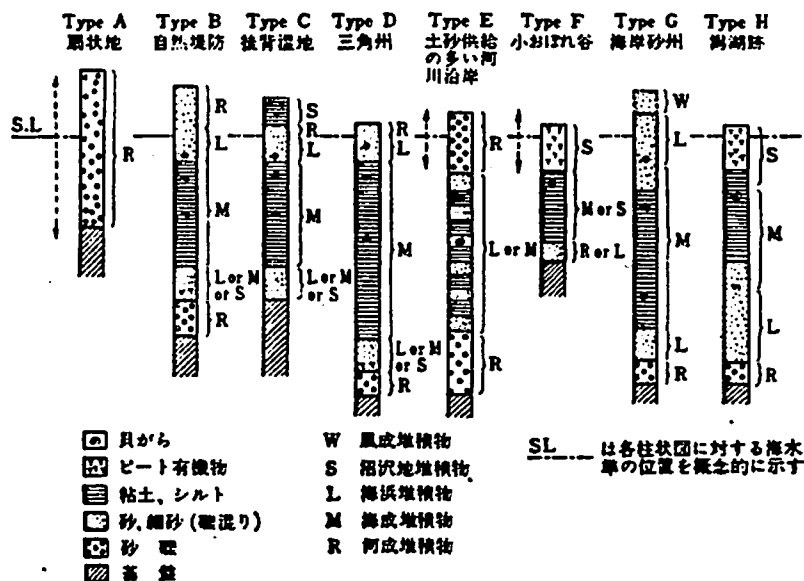 Type A
扇状地
Type B
自然堤防
Type C
後背湿地
Type D
三角州
Type E
土砂供給
の多い河
川沿岸
Type F
小おぼれ谷
Type G
海岸砂州
Type H
潟湖跡
S.L
R
R
L
M
L or M
or S
R
S
R
L
M
L or M
or S
R
L
M
L or M
or S
R
R
L or M
R
S
M or S
R or L
W
L
M
L
R
S
M
L
R
貝がら
ピート有機物
粘土、シルト
砂、細砂(礫混り)
砂 礫
基盤
W 風成堆積物
S 沼沢地堆積物
L 海浜堆積物
M 海成堆積物
R 河成堆積物
SL は各柱状図に対する海水
準の位置を概念的に示す